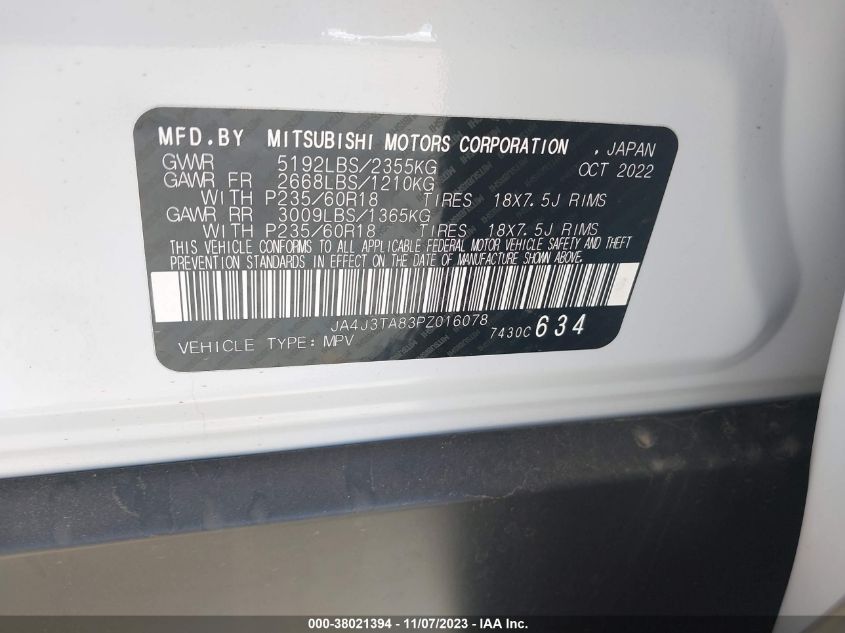 MFD.BY MITSUBISHI MOTORS CORPORATION , JAPAN
GVWR 5192LBS/2355KG OCT 2022
GAWR FR 2668LBS/1210KG
WITH P235/60R18 TIRES 18X7.5J RIMS
GAWR RR 3009LBS/1365KG
WITH P235/60R18 TIRES 18X7.5J RIMS
THIS VEHICLE CONFORMS TO ALL APPLICABLE FEDERAL MOTOR VEHICLE SAFETY AND THEFT
PREVENTION STANDARDS IN EFFECT ON THE DATE OF MANUFACTURE SHOWN ABOVE.
JA4J3TA83PZ016078
VEHICLE TYPE: MPV 7430C 634
000-38021394 - 11/07/2023 - Copyright © 2023 IAA, Inc.